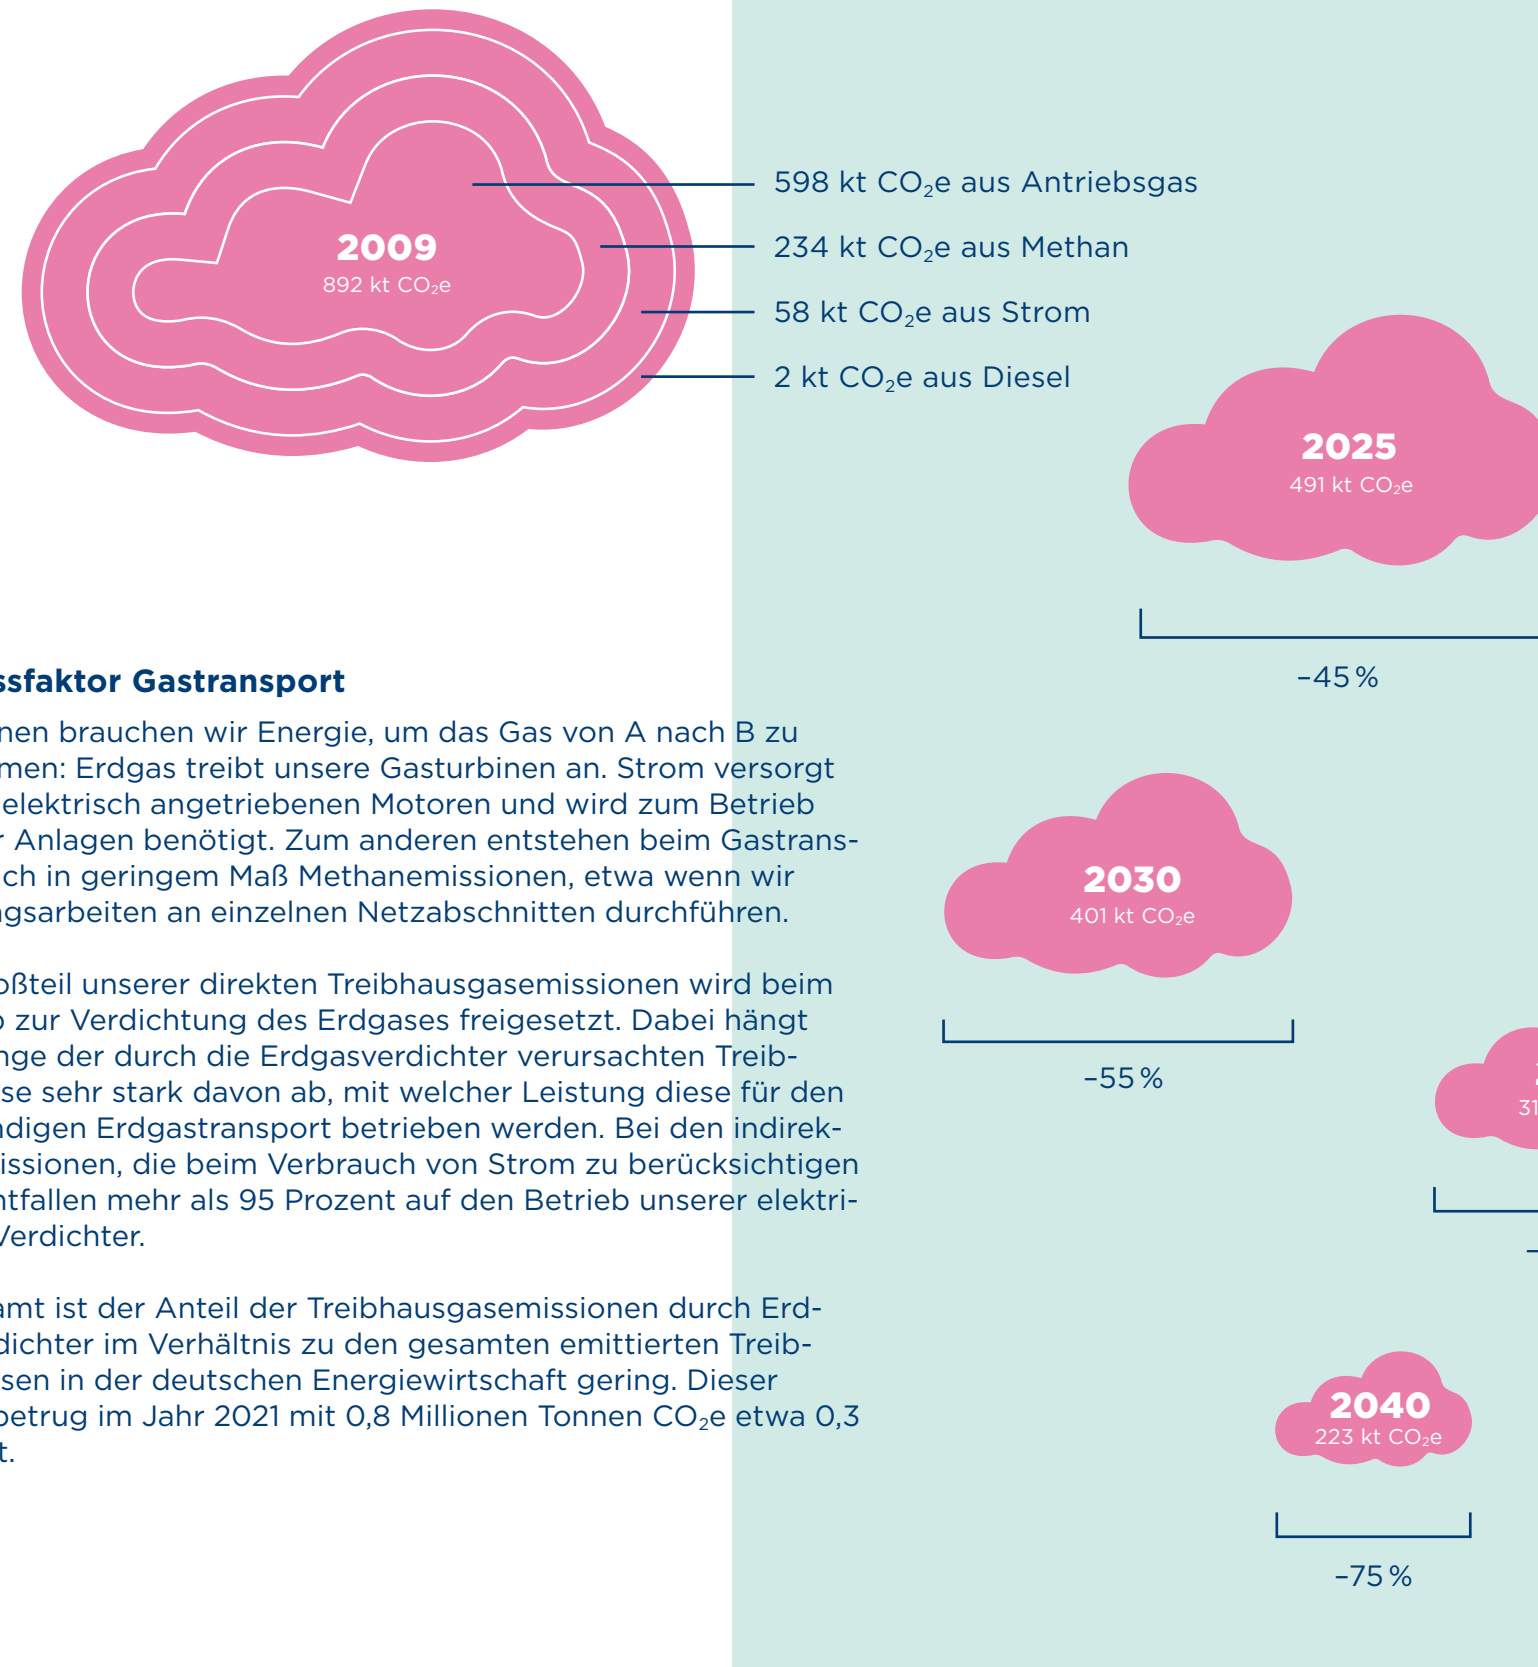 2009
892 kt CO₂e
598 kt CO₂e aus Antriebsgas
234 kt CO₂e aus Methan
58 kt CO₂e aus Strom
2 kt CO₂e aus Diesel
2025
491 kt CO₂e
–45 %
ssfaktor Gastransport
nen brauchen wir Energie, um das Gas von A nach B zu
men: Erdgas treibt unsere Gasturbinen an. Strom versorgt
elektrisch angetriebenen Motoren und wird zum Betrieb
r Anlagen benötigt. Zum anderen entstehen beim Gastrans-
ch in geringem Maß Methanemissionen, etwa wenn wir
gsarbeiten an einzelnen Netzabschnitten durchführen.
oßteil unserer direkten Treibhausgasemissionen wird beim
zur Verdichtung des Erdgases freigesetzt. Dabei hängt
nge der durch die Erdgasverdichter verursachten Treib-
se sehr stark davon ab, mit welcher Leistung diese für den
ndigen Erdgastransport betrieben werden. Bei den indirek-
issionen, die beim Verbrauch von Strom zu berücksichtigen
ntfallen mehr als 95 Prozent auf den Betrieb unserer elektri-
Verdichter.
amt ist der Anteil der Treibhausgasemissionen durch Erd-
dichter im Verhältnis zu den gesamten emittierten Treib-
sen in der deutschen Energiewirtschaft gering. Dieser
betrug im Jahr 2021 mit 0,8 Millionen Tonnen CO₂e etwa 0,3
t.
2030
401 kt CO₂e
–55 %
31
–
2040
223 kt CO₂e
–75 %